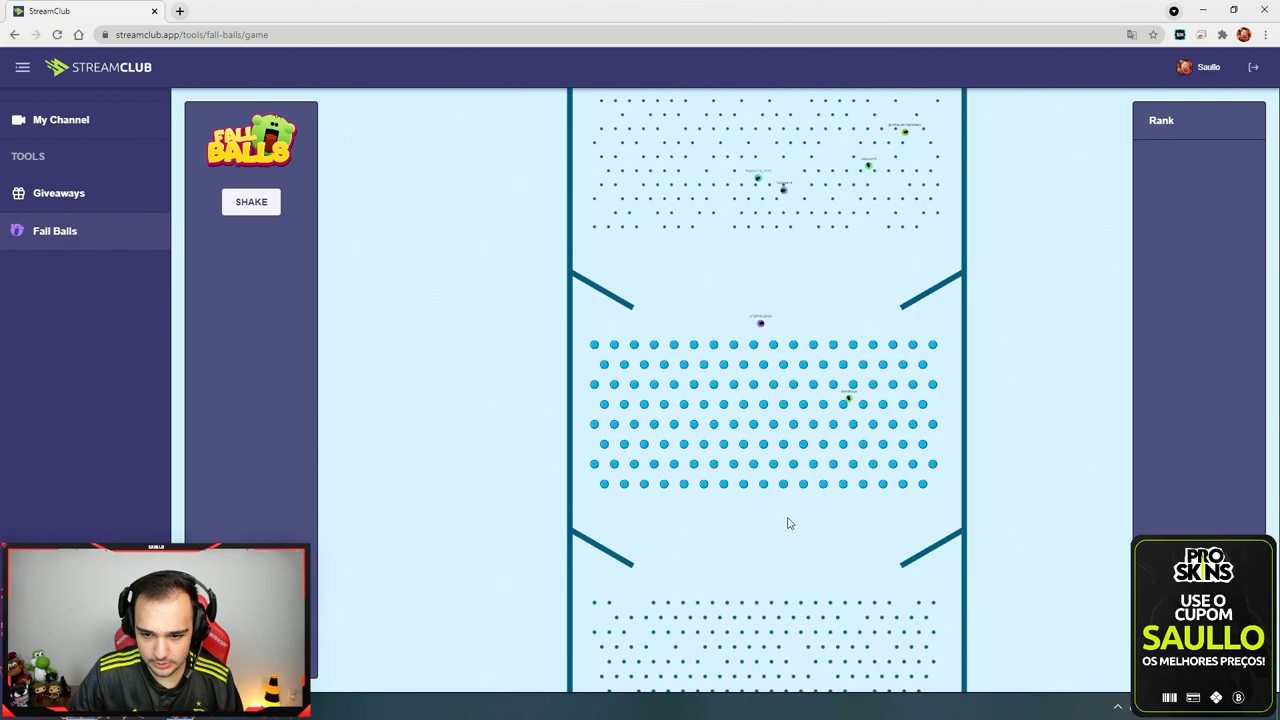 StreamClub
streamclub.app/tools/fall-balls/game
STREAMCLUB
Saullo
My Channel
TOOLS
Giveaways
Fall Balls
FALL
BALLS
SHAKE
Rank
SAULLO
PRO
SKINS
USE O
CUPOM
SAULLO
OS MELHORES PREÇOS!